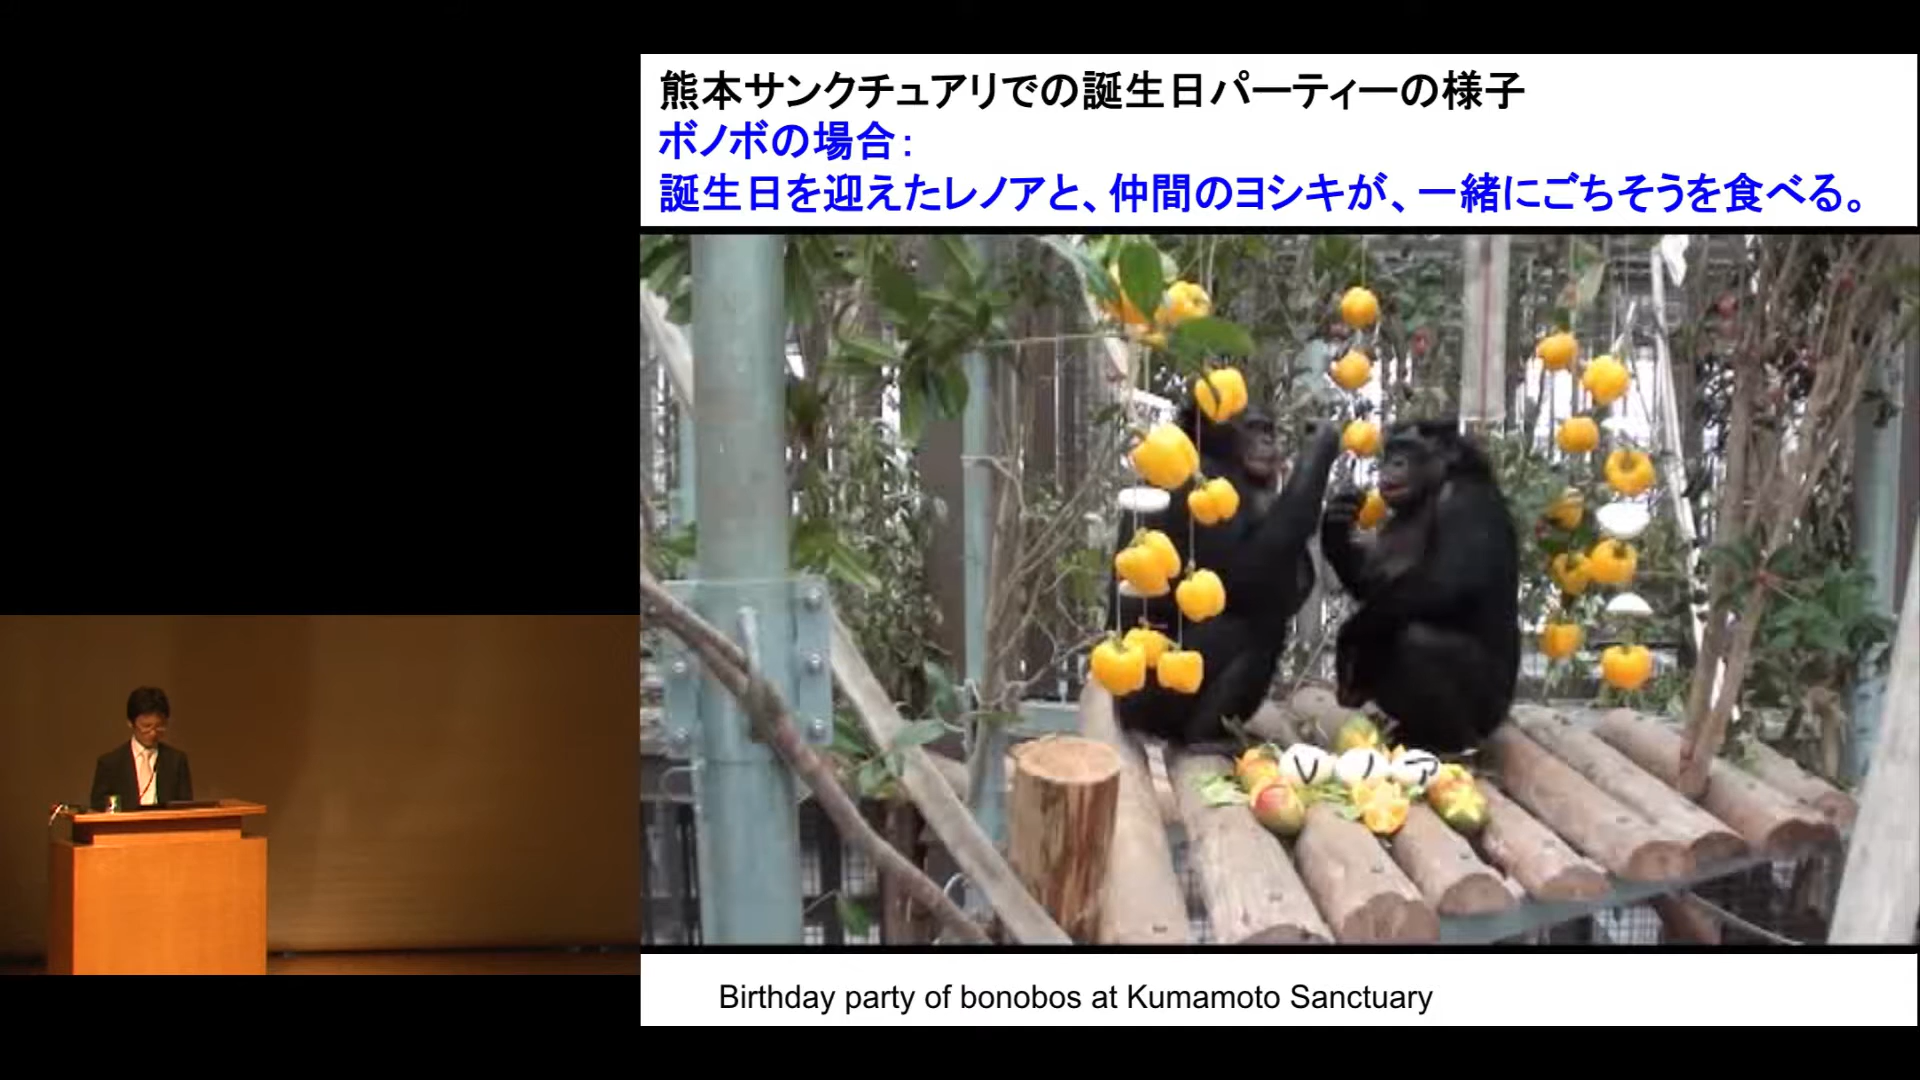 熊本サンクチュアリでの誕生日パーティーの様子
ボノボの場合：
誕生日を迎えたレノアと、仲間のヨシキが、一緒にごちそうを食べる。
レノア
Birthday party of bonobos at Kumamoto Sanctuary